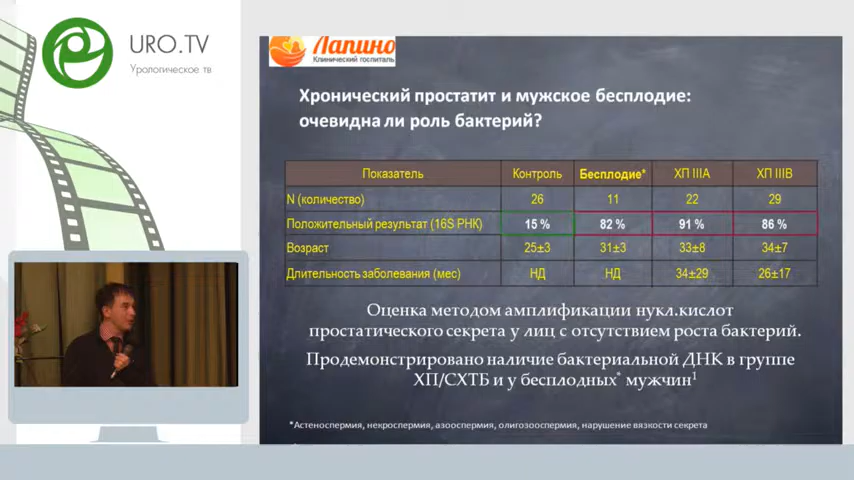 URO.TV
Урологическое тв
Лапино
Клинический госпиталь
Хронический простатит и мужское бесплодие:
очевидна ли роль бактерий?
Показатель Контроль Бесплодие* ХП IIIA ХП IIIB
N (количество) 26 11 22 29
Положительный результат (16S РНК) 15 % 82 % 91 % 86 %
Возраст 25±3 31±3 33±8 34±7
Длительность заболевания (мес) НД НД 34±29 26±17
Оценка методом амплификации нукл.кислот
простатического секрета у лиц с отсутствием роста бактерий.
Продемонстрировано наличие бактериальной ДНК в группе
ХП/СХТБ и у бесплодных* мужчин1
*Астеноспермия, некроспермия, азооспермия, олигозооспермия, нарушение вязкости секрета